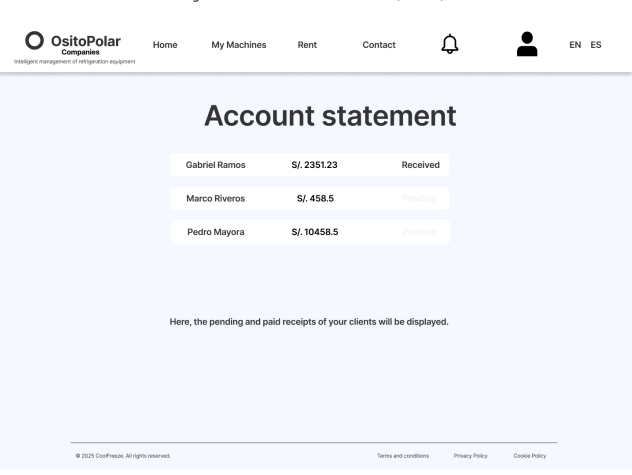 OsitoPolar
Companies
Intelligent management of refrigeration equipment
Home My Machines Rent Contact EN ES
Account statement
Gabriel Ramos S/. 2351.23 Received
Marco Riveros S/. 458.5 Pending
Pedro Mayora S/. 10458.5 Pending
Here, the pending and paid receipts of your clients will be displayed.
© 2025 CoolFreeze. All rights reserved. Terms and conditions Privacy Policy Cookie Policy